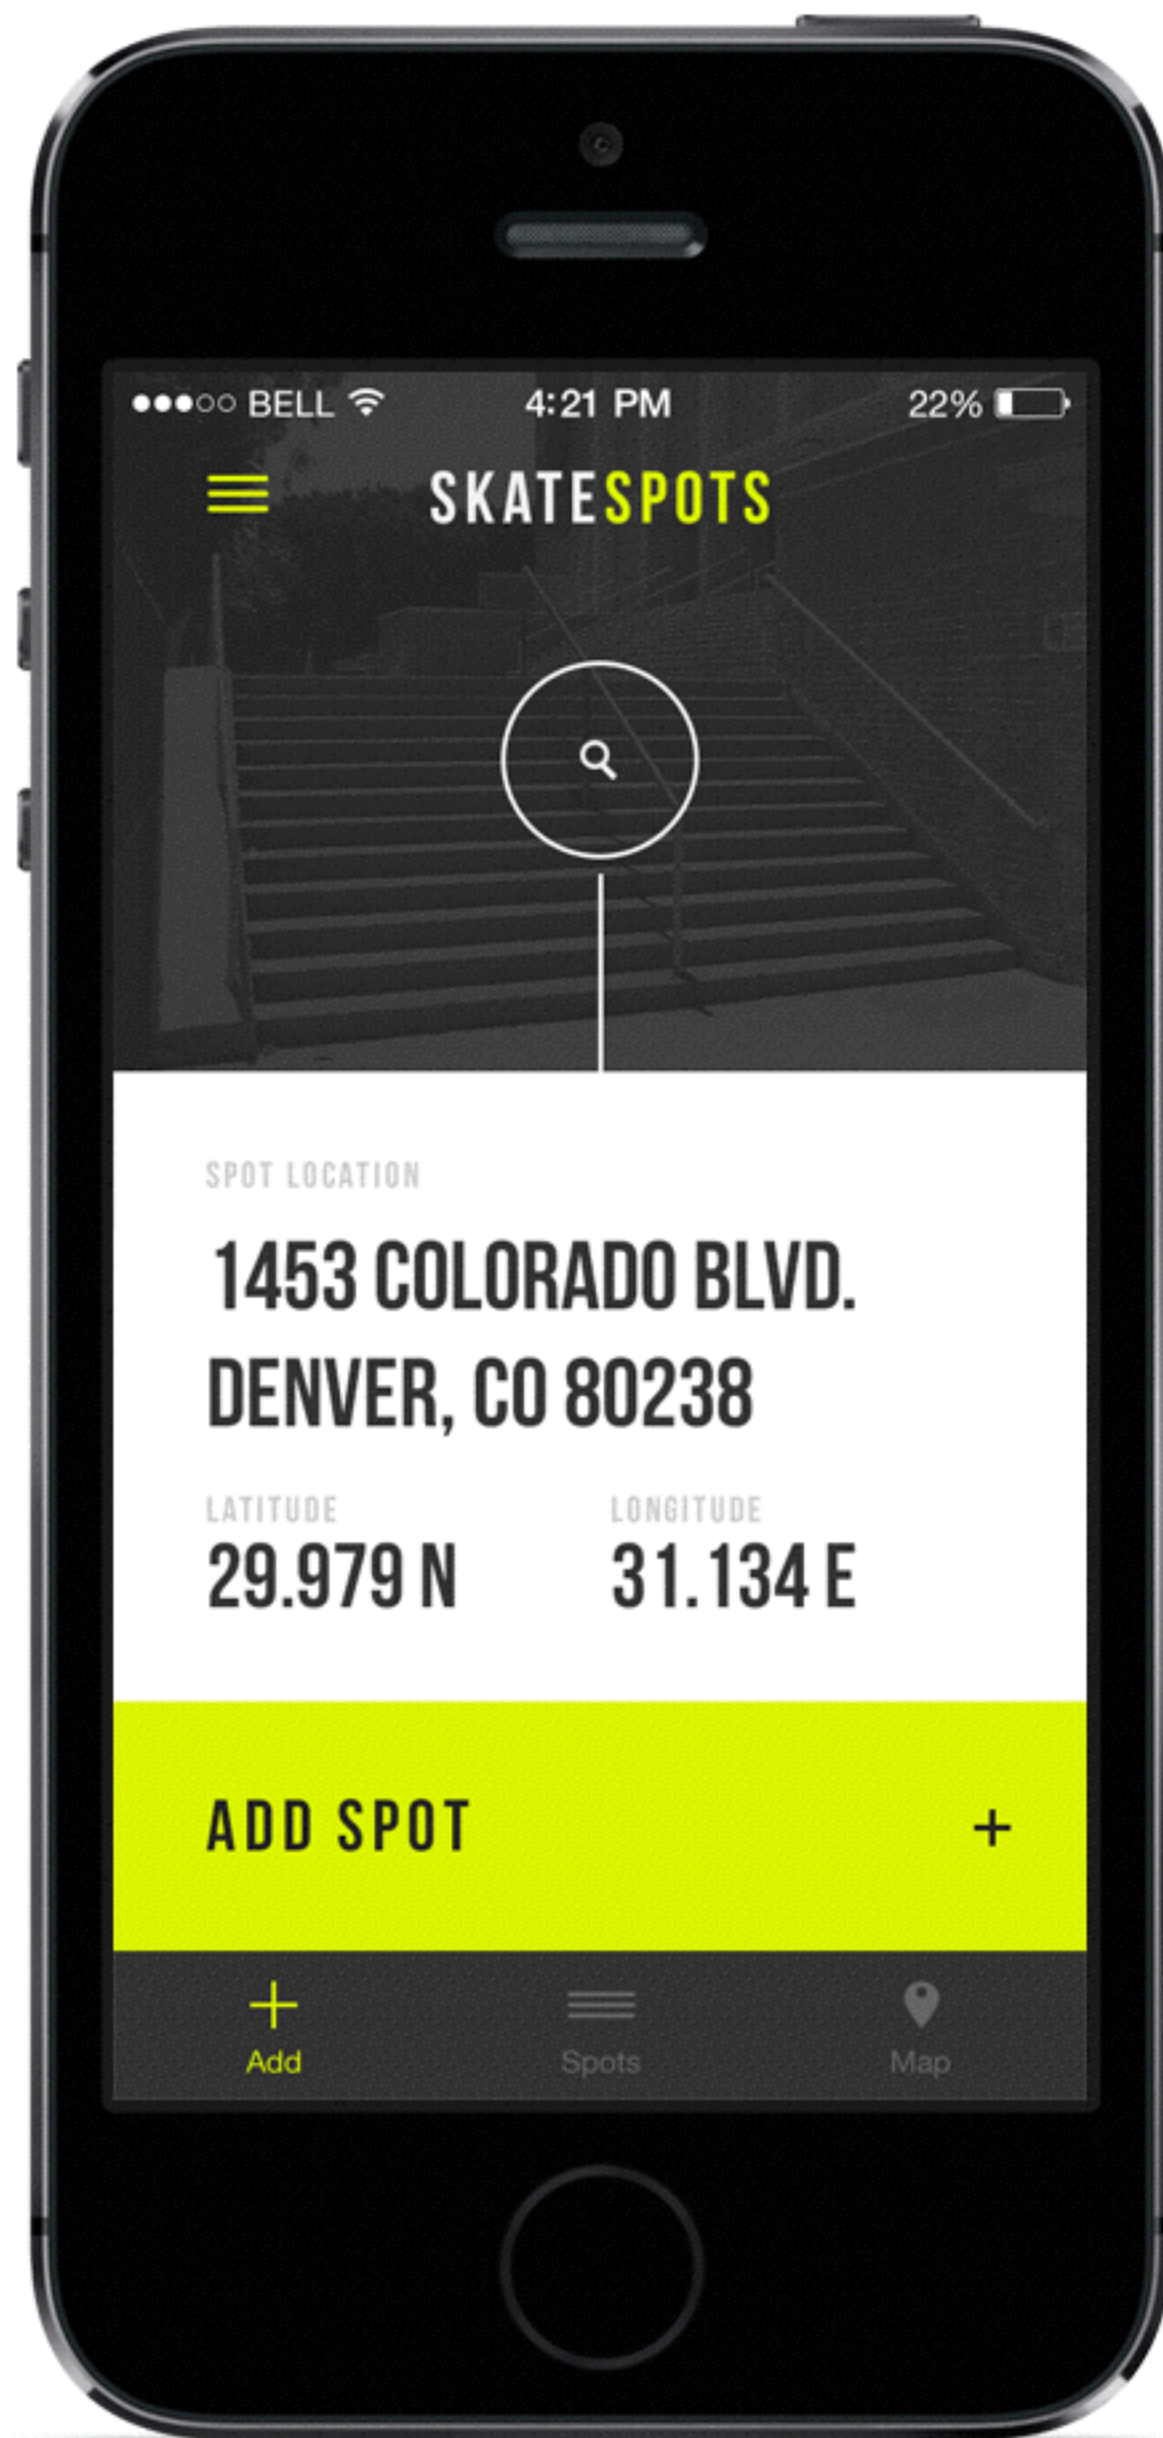 BELL 4:21 PM 22%
SKATESPOTS
SPOT LOCATION
1453 COLORADO BLVD.
DENVER, CO 80238
LATITUDE LONGITUDE
29.979 N 31.134 E
ADD SPOT +
Add Spots Map